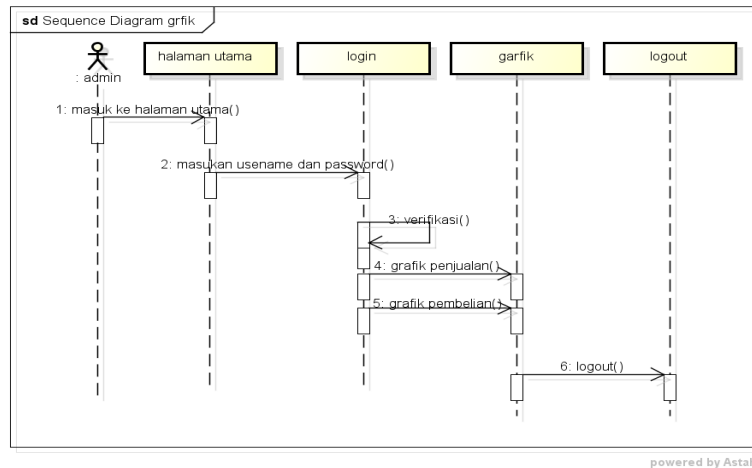 sd Sequence Diagram grfik
halaman utama
login
garfik
logout
: admin
1: masuk ke halaman utama()
2: masukan usename dan password()
3: verifikasi()
4: grafik penjualan()
5: grafik pembelian()
6: logout()
powered by Astah